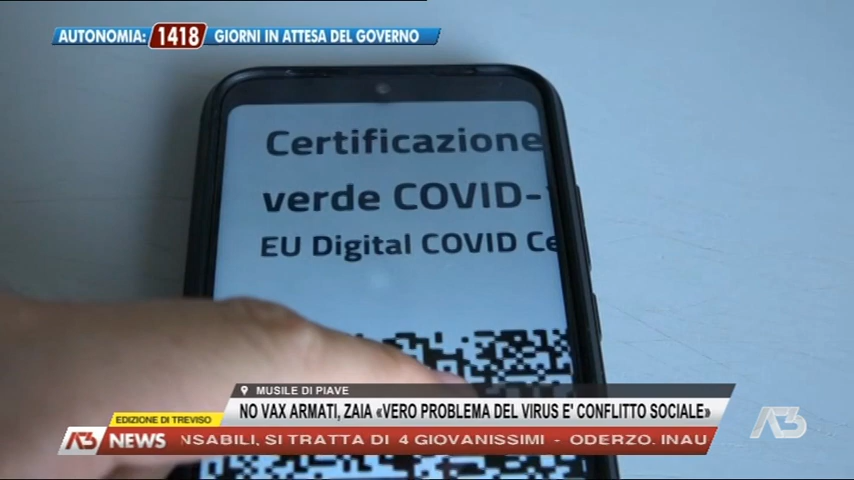 AUTONOMIA: 1418 GIORNI IN ATTESA DEL GOVERNO
Certificazione
verde COVID-
EU Digital COVID Ce
MUSILE DI PIAVE
NO VAX ARMATI, ZAIA «VERO PROBLEMA DEL VIRUS E' CONFLITTO SOCIALE»
EDIZIONE DI TREVISO
A3 NEWS NSABILI, SI TRATTA DI 4 GIOVANISSIMI - ODERZO. INAU
A3